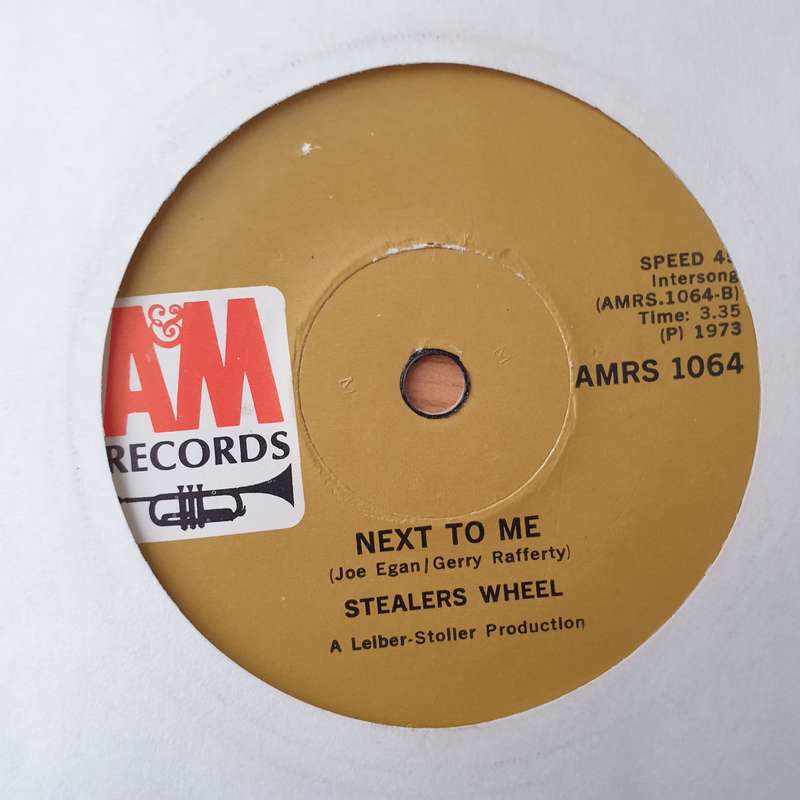 A&M
RECORDS
SPEED 45
Intersong
(AMRS.1064-B)
Time: 3.35
(P) 1973
AMRS 1064
M
M
NEXT TO ME
(Joe Egan/Gerry Rafferty)
STEALERS WHEEL
A Leiber-Stoller Production